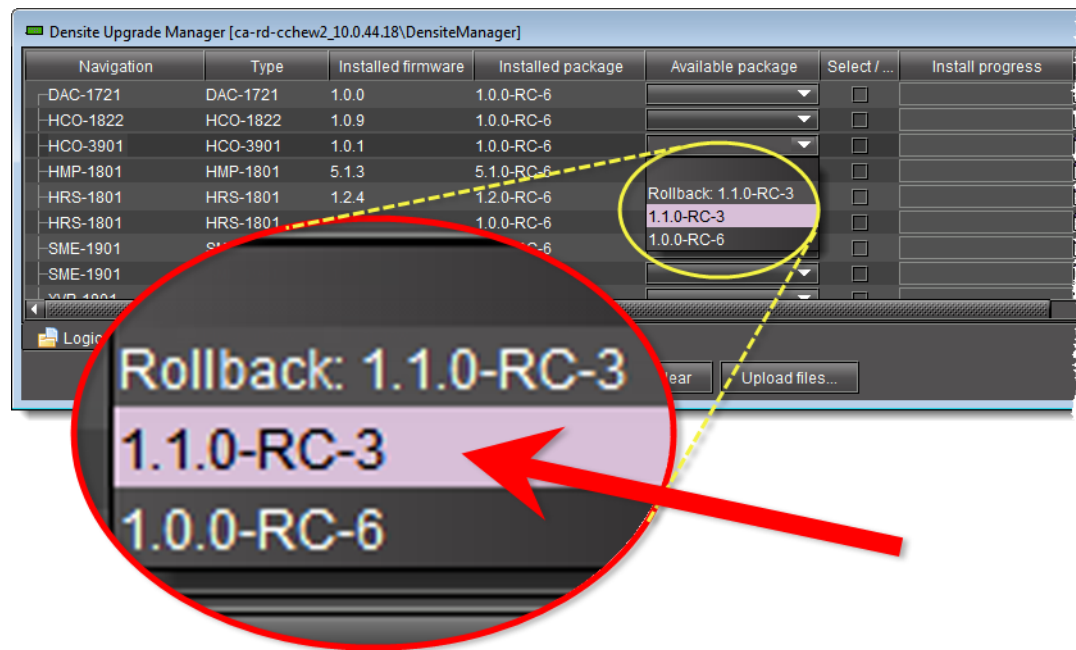 Densite Upgrade Manager [ca-rd-cchew2_10.0.44.18\DensiteManager]
Navigation Type Installed firmware Installed package Available package Select / ... Install progress
DAC-1721 DAC-1721 1.0.0 1.0.0-RC-6
HCO-1822 HCO-1822 1.0.9 1.0.0-RC-6
HCO-3901 HCO-3901 1.0.1 1.0.0-RC-6
HMP-1801 HMP-1801 5.1.3 5.1.0-RC-6
HRS-1801 HRS-1801 1.2.4 1.2.0-RC-6 Rollback: 1.1.0-RC-3
HRS-1801 HRS-1801 1.0.0-RC-6 1.1.0-RC-3
SME-1901 1.0.0-RC-6
SME-1901
Upload files...
Rollback: 1.1.0-RC-3
1.1.0-RC-3
1.0.0-RC-6